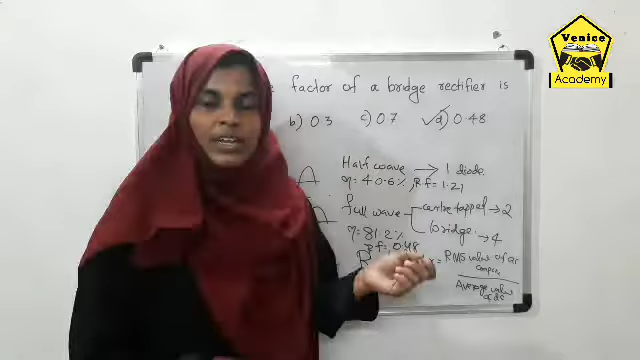 Venice
Academy
factor of a bridge rectifier is
b) 0 3 c) 0 7 d) 0.48
Half wave → 1 diode
η = 40.6%, Rf = 1.21
full wave
tapped → 2
bridge → 4
η = 81.2%
rf = 0.48
= RMS value of ac
Average value
of dc